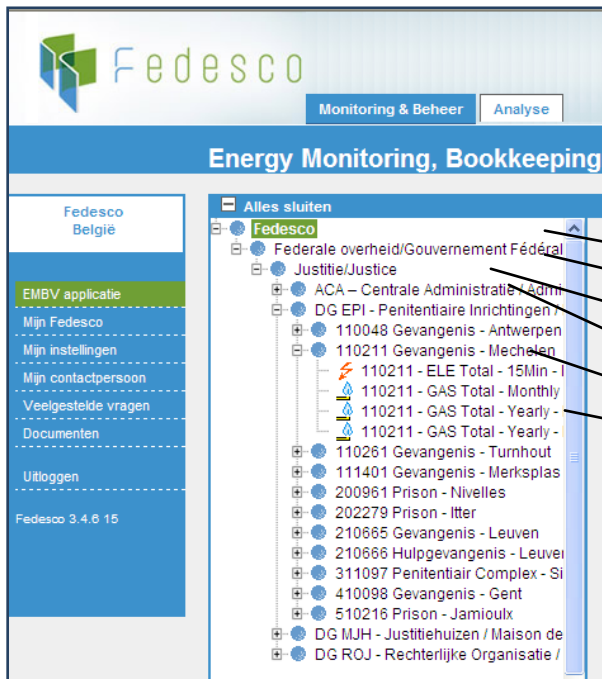 Fedesco
Monitoring & Beheer Analyse
Energy Monitoring, Bookkeeping
Fedesco
België
EMBV applicatie
Mijn Fedesco
Mijn instellingen
Mijn contactpersoon
Veelgestelde vragen
Documenten
Uitloggen
Fedesco 3.4.6 15
Alles sluiten
Fedesco
Federale overheid/Gouvernement Fédéral
Justitie/Justice
ACA – Centrale Administratie / Admi
DG EPI - Penitentiaire Inrichtingen /
110048 Gevangenis - Antwerpen
110211 Gevangenis - Mechelen
110211 - ELE Total - 15Min -
110211 - GAS Total - Monthly
110211 - GAS Total - Yearly -
110211 - GAS Total - Yearly -
110261 Gevangenis - Turnhout
111401 Gevangenis - Merksplas
200961 Prison - Nivelles
202279 Prison - Itter
210665 Gevangenis - Leuven
210666 Hulpgevangenis - Leuve
311097 Penitentiair Complex - Si
410098 Gevangenis - Gent
510216 Prison - Jamioulx
DG MJH - Justitiehuizen / Maison de
DG ROJ - Rechterlijke Organisatie /